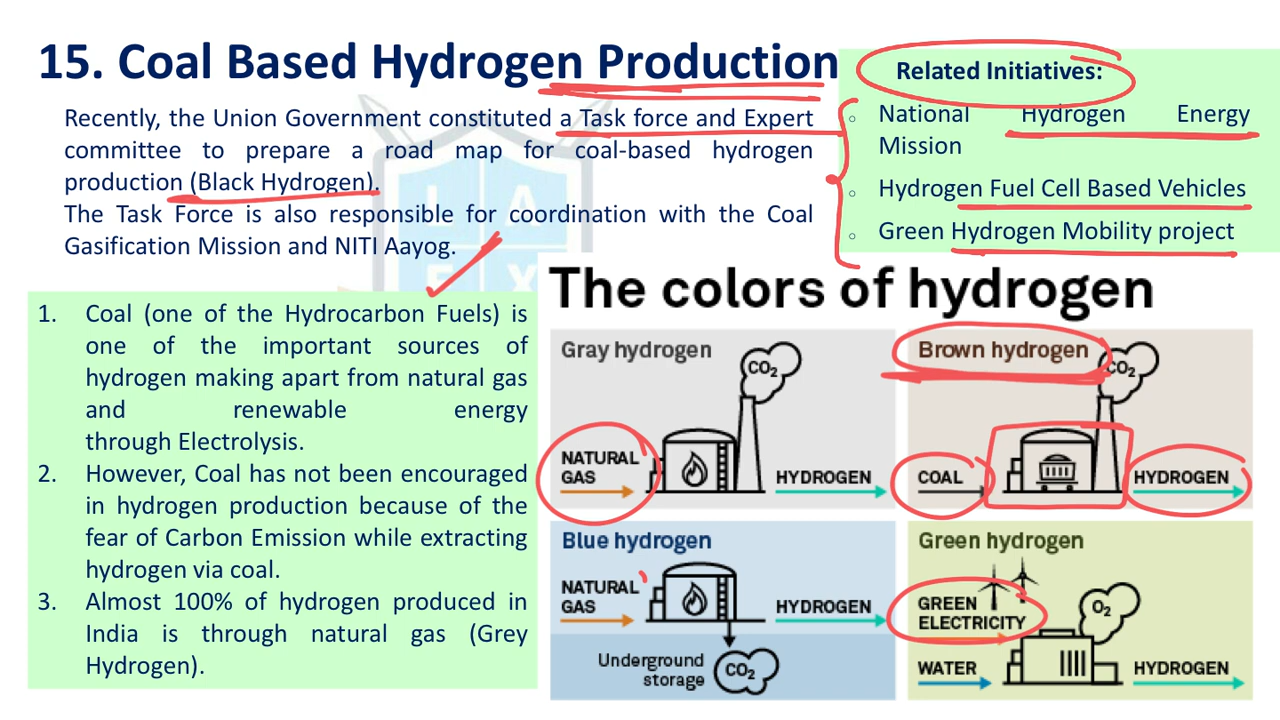 15. Coal Based Hydrogen Production
Recently, the Union Government constituted a Task force and Expert
committee to prepare a road map for coal-based hydrogen
production (Black Hydrogen).
The Task Force is also responsible for coordination with the Coal
Gasification Mission and NITI Aayog.
Related Initiatives:
National Hydrogen Energy
Mission
Hydrogen Fuel Cell Based Vehicles
Green Hydrogen Mobility project
1. Coal (one of the Hydrocarbon Fuels) is
one of the important sources of
hydrogen making apart from natural gas
and renewable energy
through Electrolysis.
2. However, Coal has not been encouraged
in hydrogen production because of the
fear of Carbon Emission while extracting
hydrogen via coal.
3. Almost 100% of hydrogen produced in
India is through natural gas (Grey
Hydrogen).
The colors of hydrogen
Gray hydrogen
CO₂
NATURAL
GAS
HYDROGEN
Brown hydrogen
CO₂
COAL
HYDROGEN
Blue hydrogen
NATURAL
GAS
HYDROGEN
Underground
storage
CO₂
Green hydrogen
GREEN
ELECTRICITY
O₂
WATER
HYDROGEN